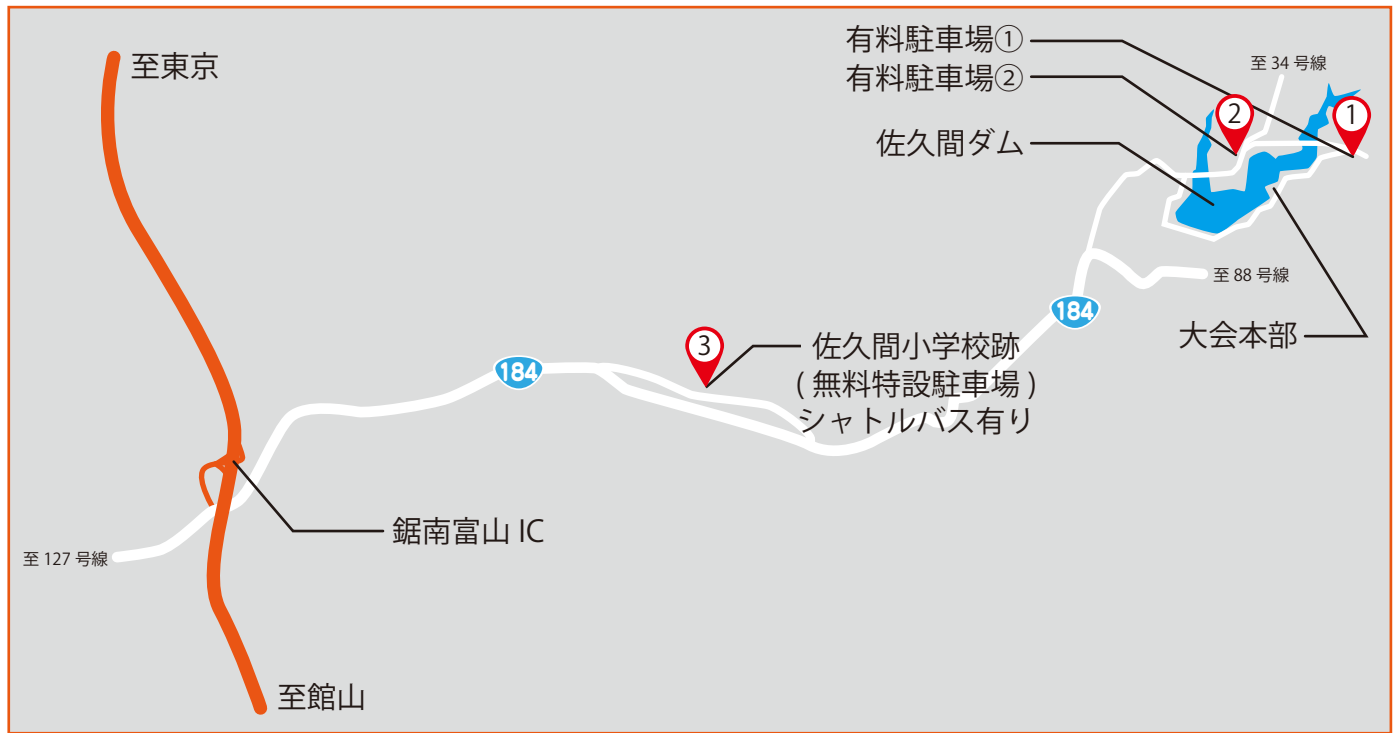 至東京
有料駐車場①
有料駐車場②
佐久間ダム
至 34 号線
2
1
至 88 号線
184
大会本部
3
佐久間小学校跡
( 無料特設駐車場 )
シャトルバス有り
184
鋸南富山 IC
至 127 号線
至館山